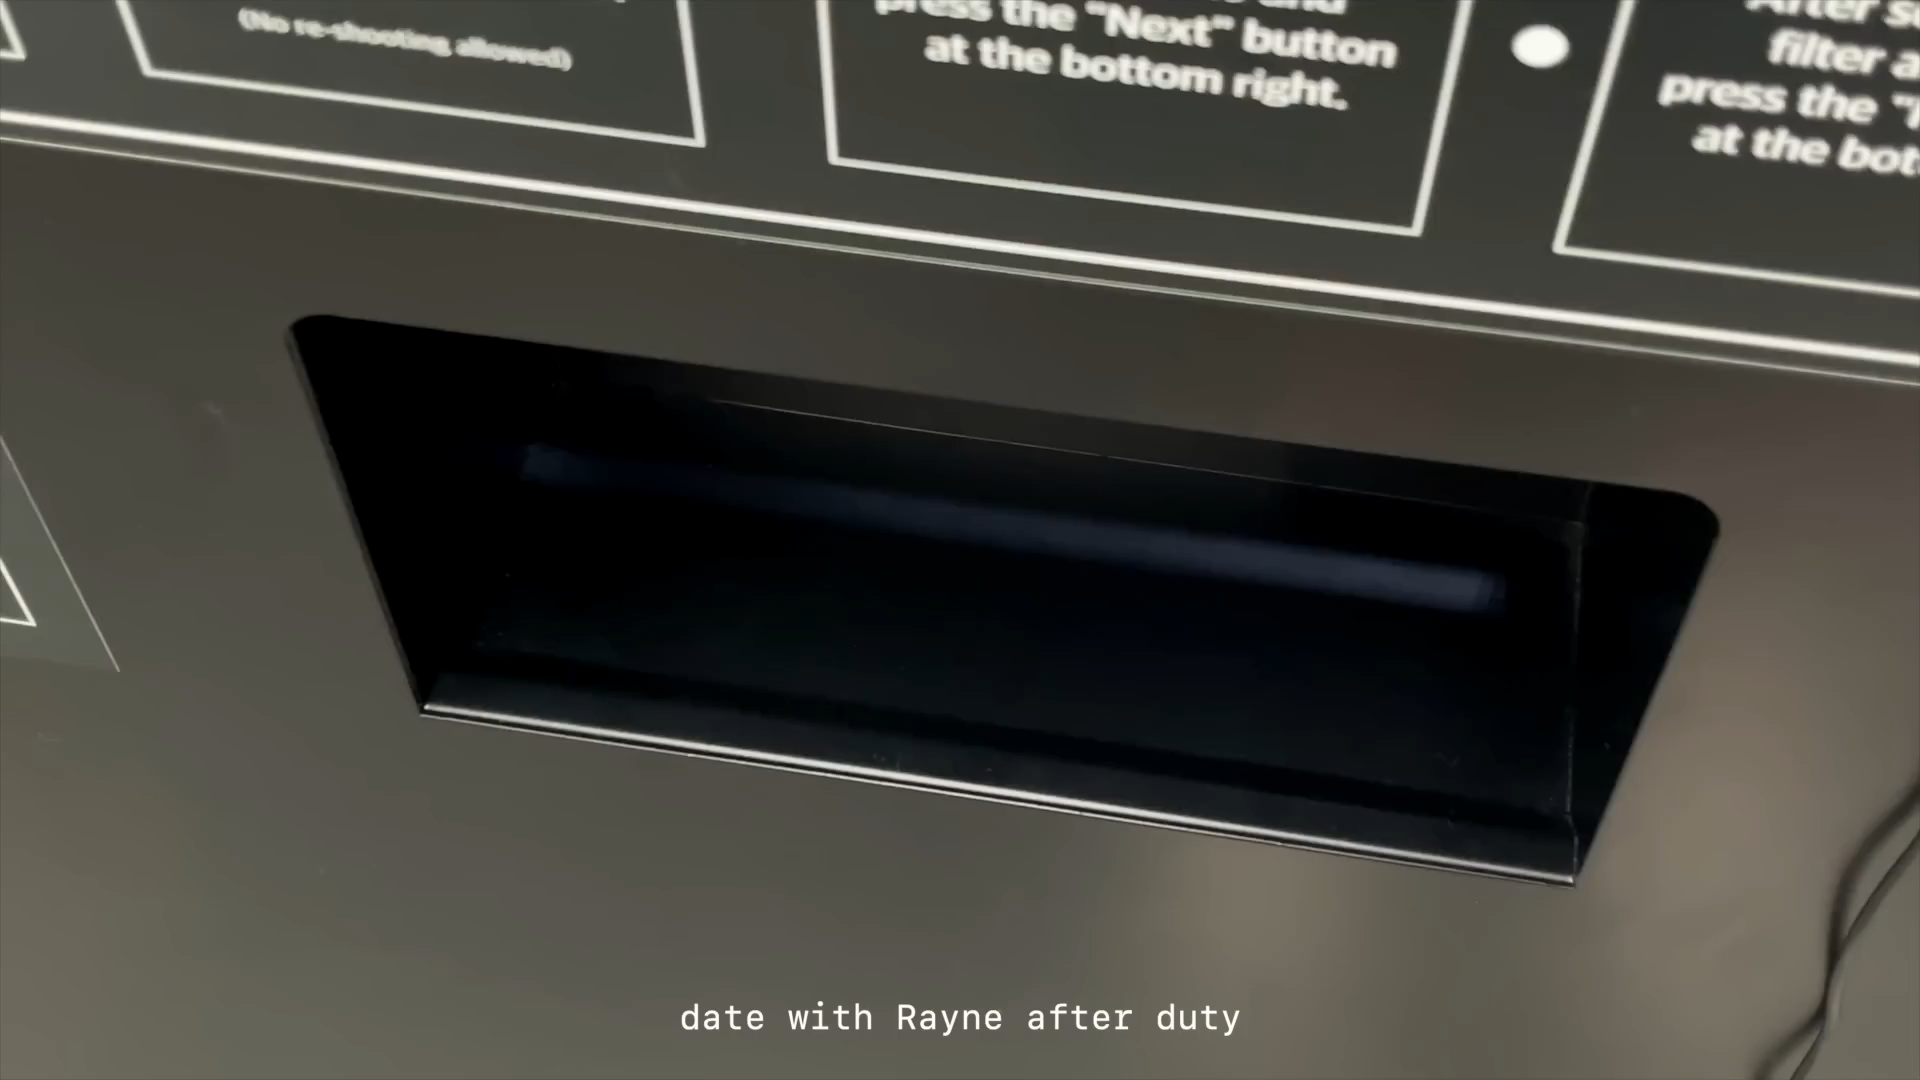 (No re-shooting allowed)
press the "Next" button
at the bottom right.
After
filter
press the
at the
date with Rayne after duty